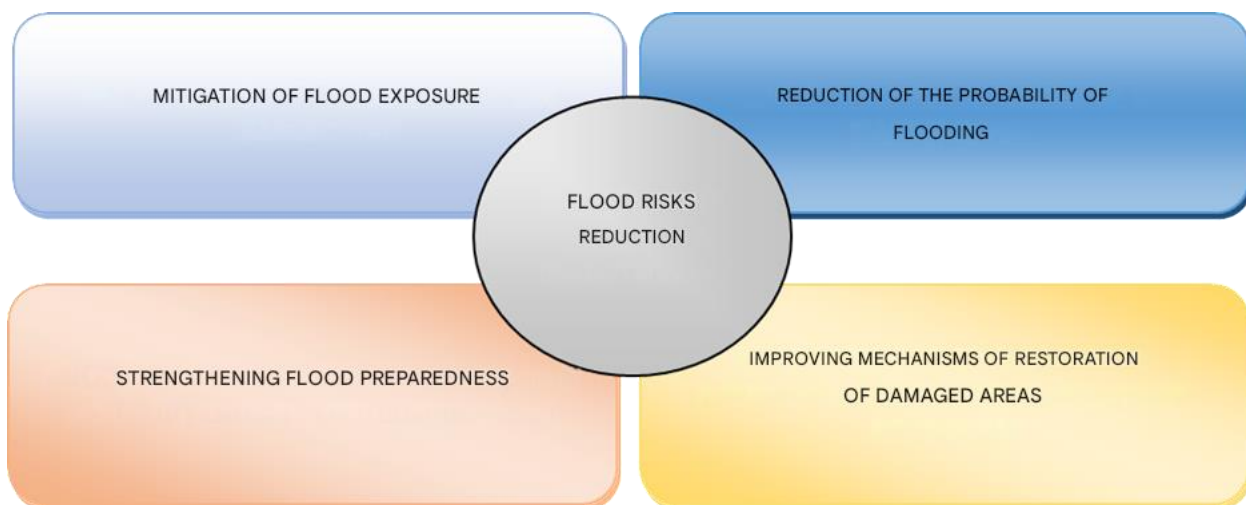 MITIGATION OF FLOOD EXPOSURE
REDUCTION OF THE PROBABILITY OF
FLOODING
FLOOD RISKS
REDUCTION
STRENGTHENING FLOOD PREPAREDNESS
IMPROVING MECHANISMS OF RESTORATION
OF DAMAGED AREAS